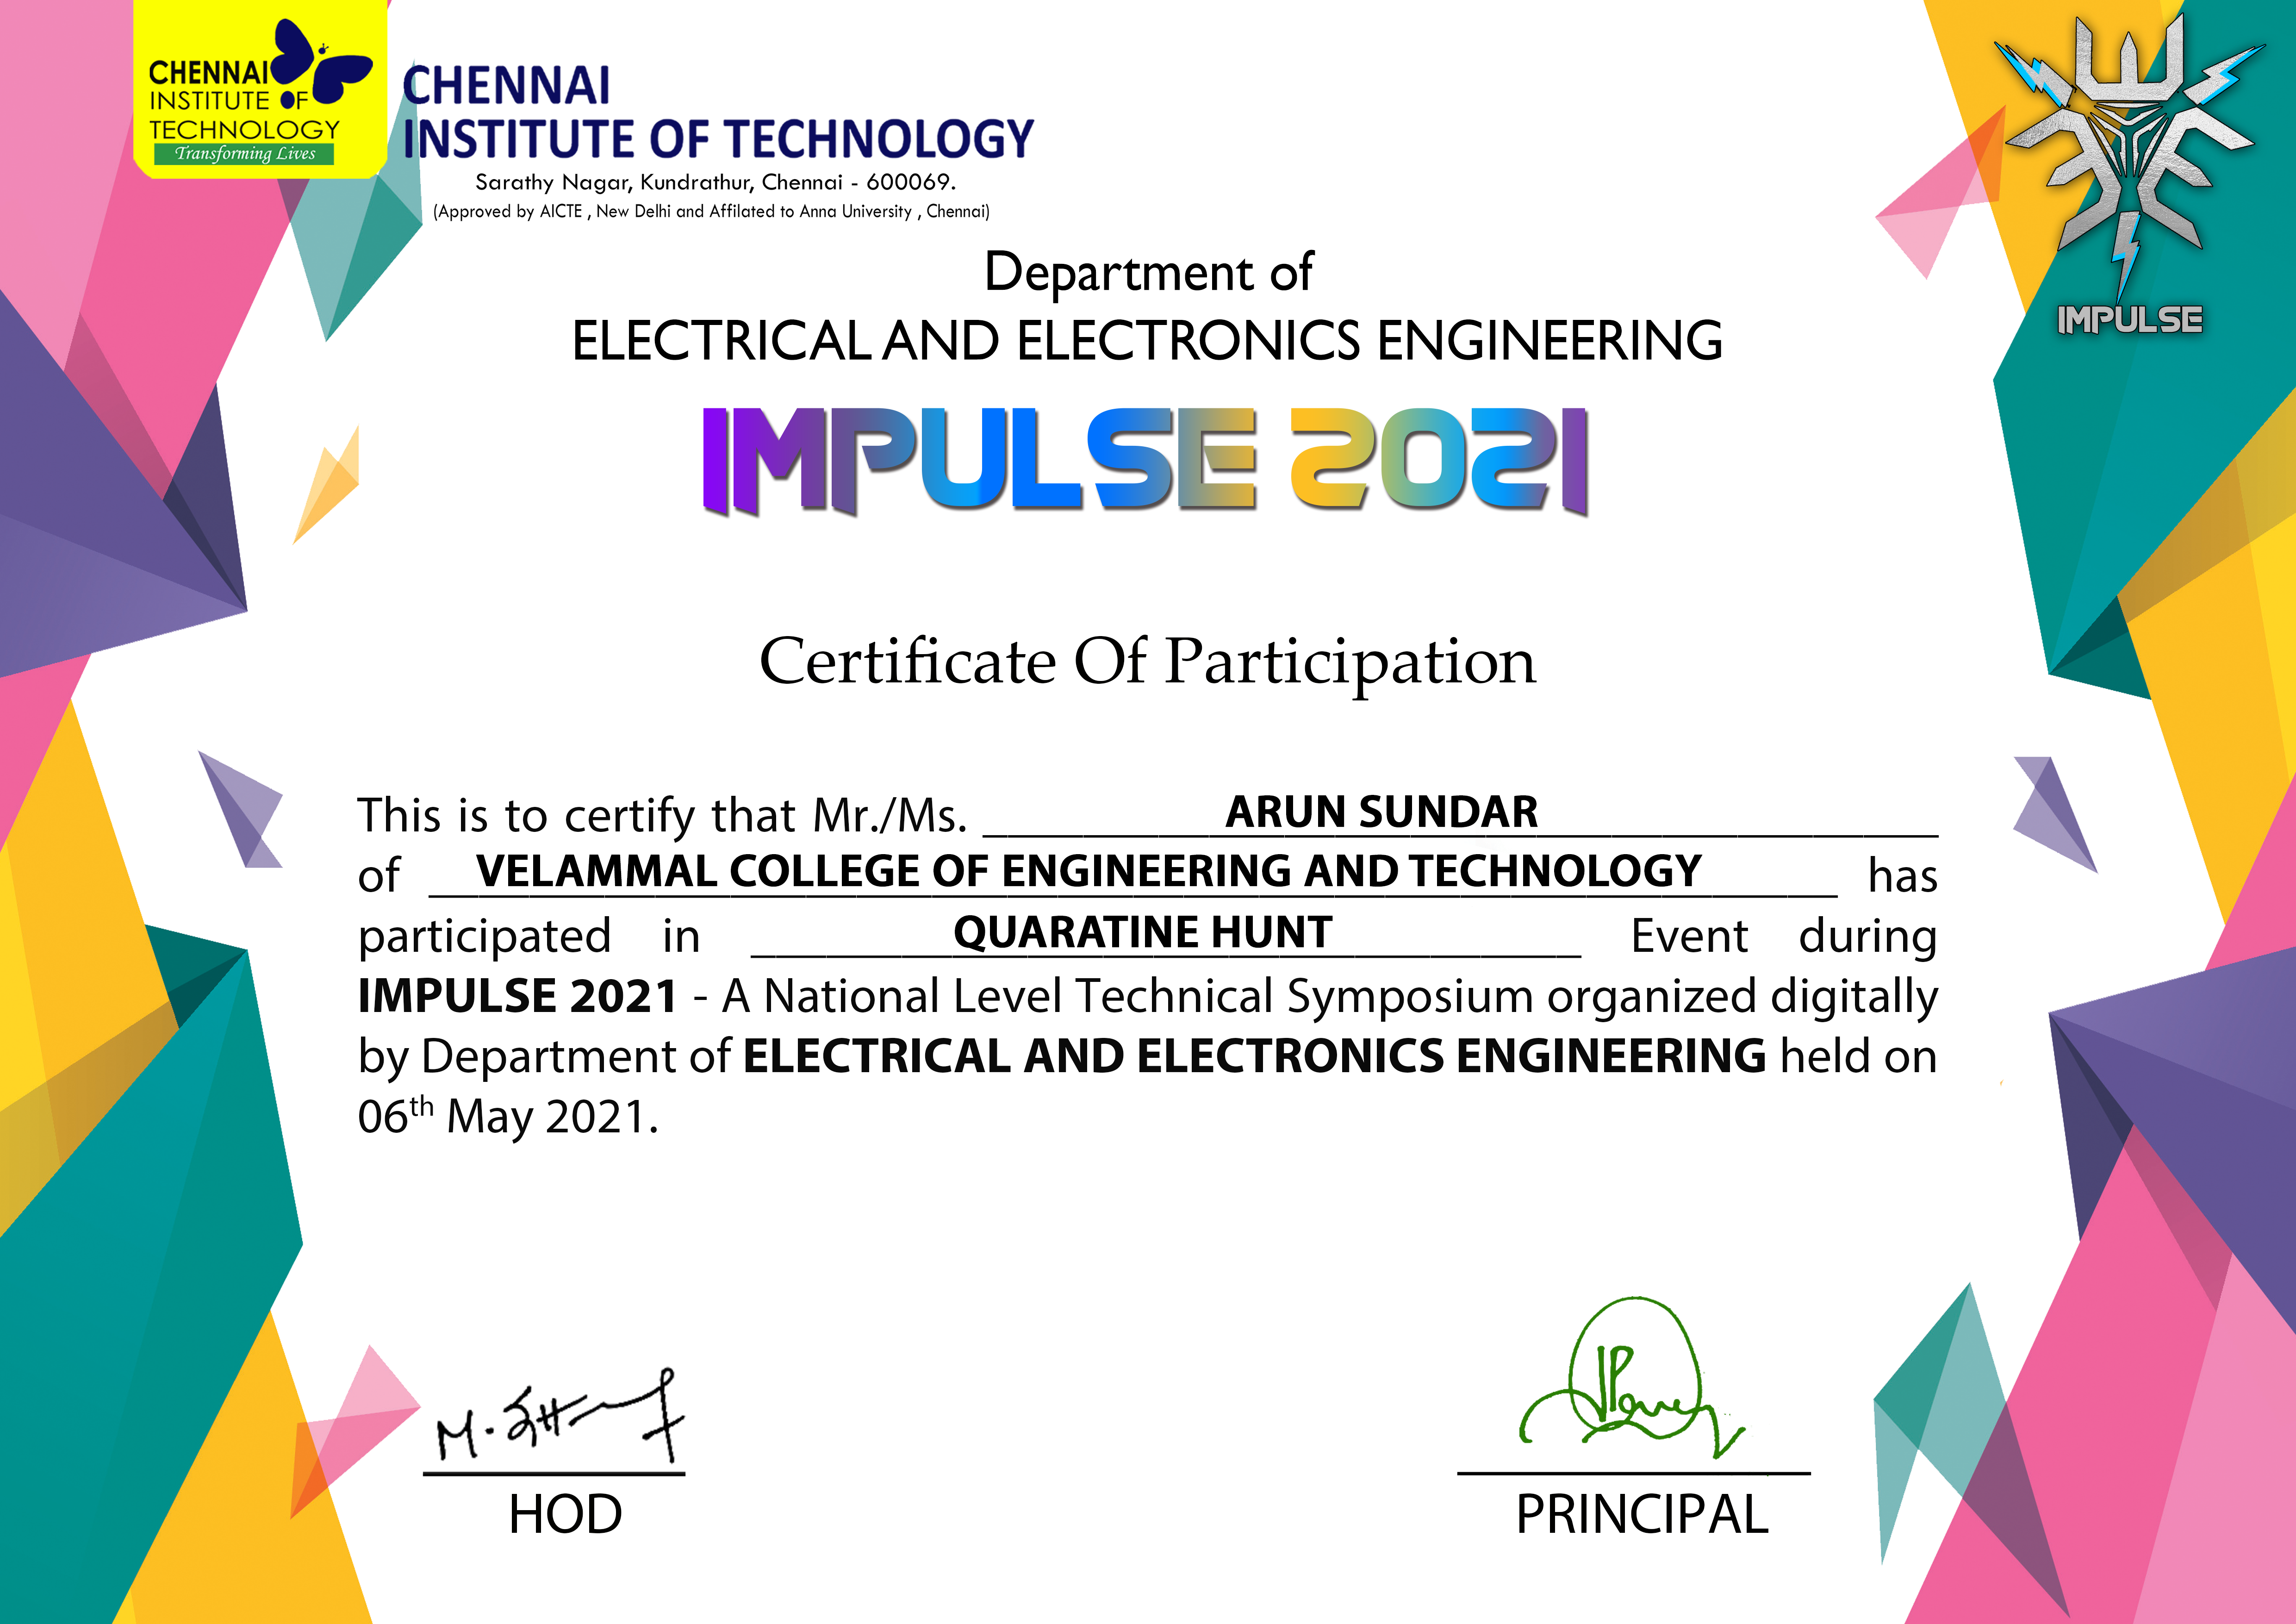 CHENNAI
INSTITUTE OF
TECHNOLOGY
Transforming Lives
CHENNAI
INSTITUTE OF TECHNOLOGY
Sarathy Nagar, Kundrathur, Chennai - 600069.
(Approved by AICTE , New Delhi and Affilated to Anna University , Chennai)
IMPULSE
Department of
ELECTRICAL AND ELECTRONICS ENGINEERING
IMPULSE 2021
Certificate Of Participation
This is to certify that Mr./Ms. ARUN SUNDAR
of VELAMMAL COLLEGE OF ENGINEERING AND TECHNOLOGY has
participated in QUARATINE HUNT Event during
IMPULSE 2021 - A National Level Technical Symposium organized digitally
by Department of ELECTRICAL AND ELECTRONICS ENGINEERING held on
06th May 2021.
HOD
PRINCIPAL